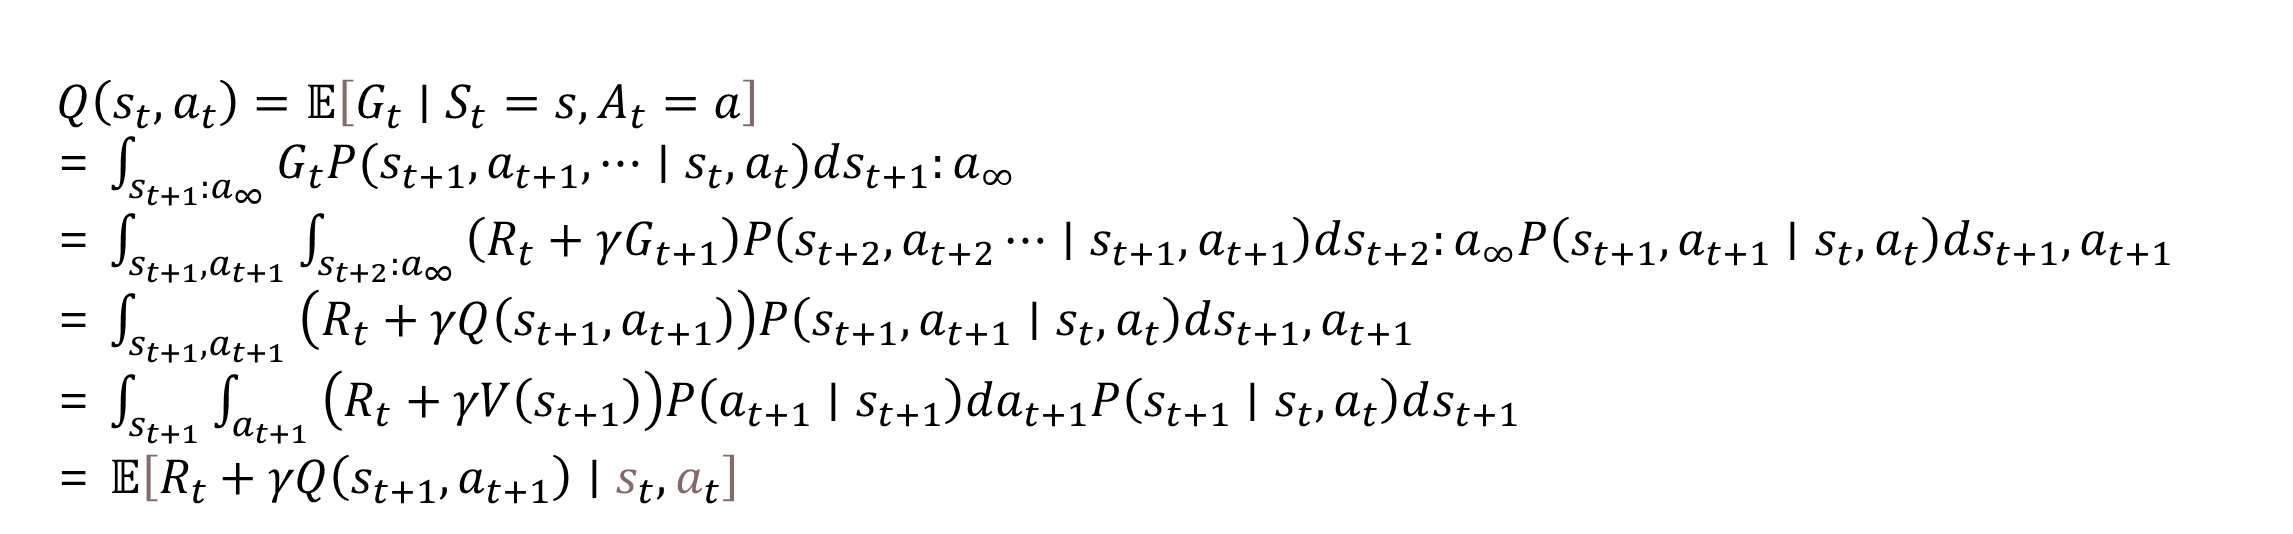 Q(s_t, a_t) = 𝔼[G_t ∣ S_t = s, A_t = a]
= ∫_{s_{t+1}:a_∞} G_t P(s_{t+1}, a_{t+1}, ⋯ ∣ s_t, a_t)ds_{t+1}: a_∞
= ∫_{s_{t+1},a_{t+1}} ∫_{s_{t+2}:a_∞} (R_t + γG_{t+1})P(s_{t+2}, a_{t+2} ⋯ ∣ s_{t+1}, a_{t+1})ds_{t+2}: a_∞P(s_{t+1}, a_{t+1} ∣ s_t, a_t)ds_{t+1}, a_{t+1}
= ∫_{s_{t+1},a_{t+1}} (R_t + γQ(s_{t+1}, a_{t+1}))P(s_{t+1}, a_{t+1} ∣ s_t, a_t)ds_{t+1}, a_{t+1}
= ∫_{s_{t+1}} ∫_{a_{t+1}} (R_t + γV(s_{t+1}))P(a_{t+1} ∣ s_{t+1})da_{t+1}P(s_{t+1} ∣ s_t, a_t)ds_{t+1}
= 𝔼[R_t + γQ(s_{t+1}, a_{t+1}) ∣ s_t, a_t]